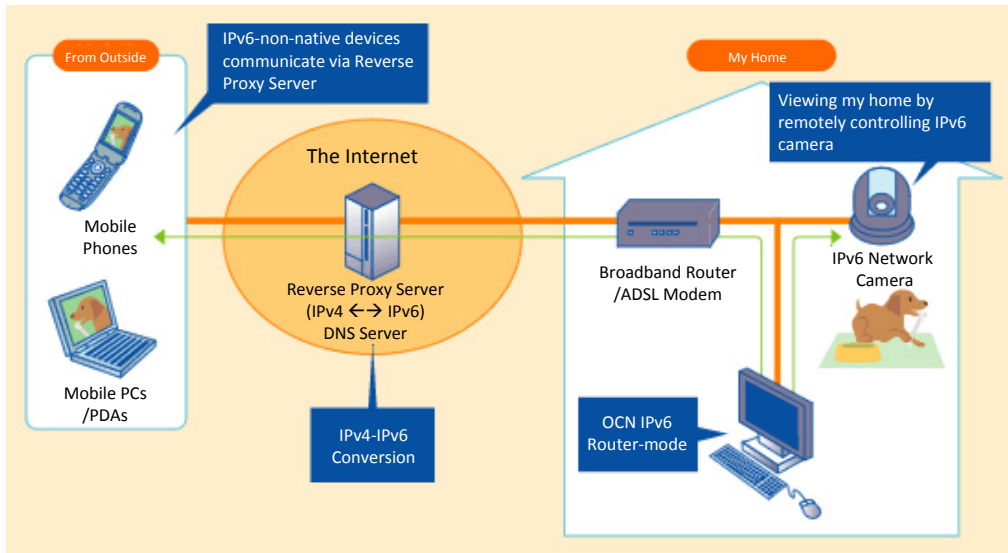 From Outside
IPv6-non-native devices
communicate via Reverse
Proxy Server
My Home
Viewing my home by
remotely controlling IPv6
camera
The Internet
Mobile
Phones
Reverse Proxy Server
(IPv4 ←→ IPv6)
DNS Server
Broadband Router
/ADSL Modem
IPv6 Network
Camera
Mobile PCs
/PDAs
IPv4-IPv6
Conversion
OCN IPv6
Router-mode